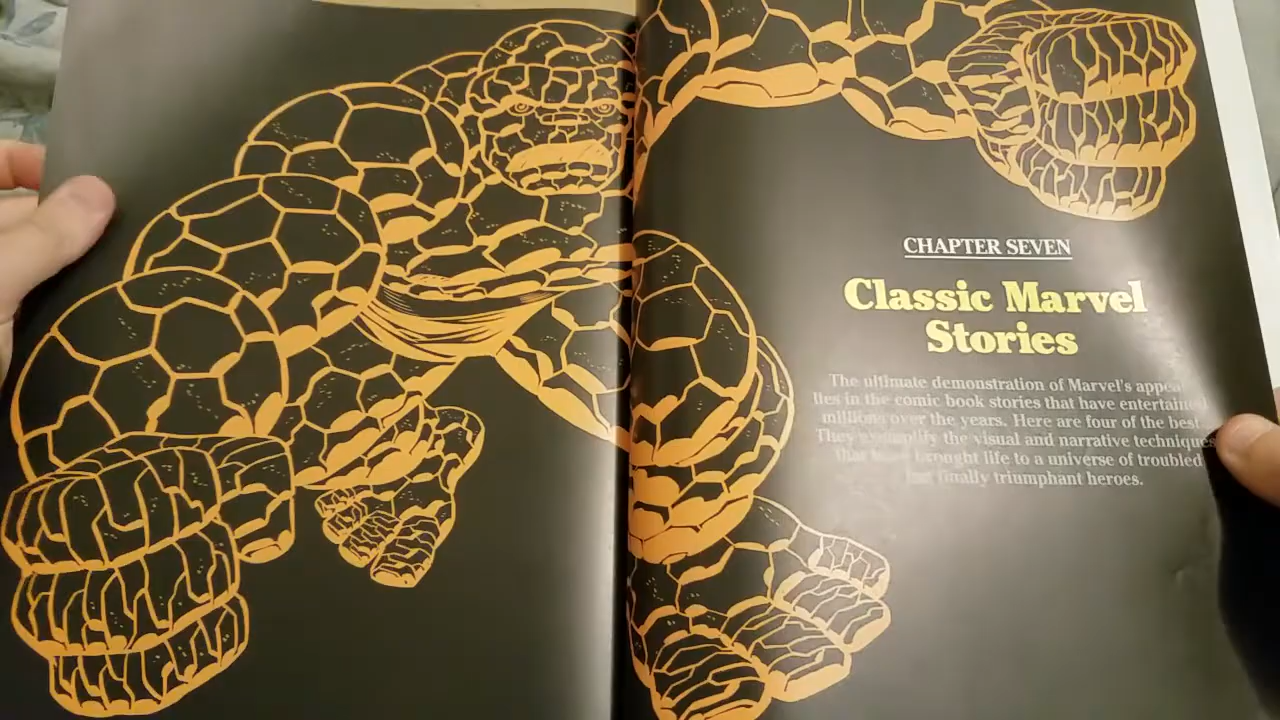 CHAPTER SEVEN
Classic Marvel
Stories
The ultimate demonstration of Marvel's appeal
lies in the comic book stories that have entertained
millions over the years. Here are four of the best.
They exemplify the visual and narrative techniques
that have brought life to a universe of troubled
but finally triumphant heroes.